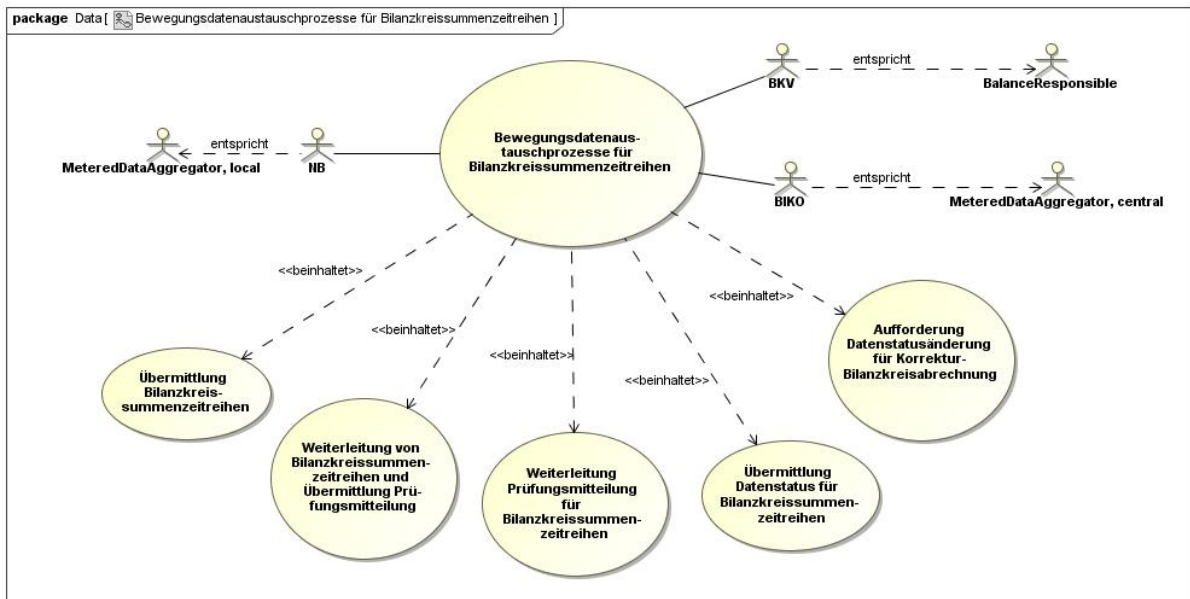 package Data [ Bewegungsdatenaustauschprozesse für Bilanzkreissummenzeitreihen ]
entspricht
BKV
BalanceResponsible
Bewegungsdatenaus-
tauschprozesse für
Bilanzkreissummenzeitreihen
entspricht
MeteredDataAggregator, local
NB
entspricht
BIKO
MeteredDataAggregator, central
<<beinhaltet>>
<<beinhaltet>>
<<beinhaltet>>
<<beinhaltet>>
<<beinhaltet>>
Aufforderung
Datenstatusänderung
für Korrektur-
Bilanzkreisabrechnung
Übermittlung
Bilanzkreis-
summenzeitreihen
Weiterleitung von
Bilanzkreissummen-
zeitreihen und
Übermittlung Prü-
fungsmitteilung
Weiterleitung
Prüfungsmitteilung
für
Bilanzkreissummen-
zeitreihen
Übermittlung
Datenstatus für
Bilanzkreissummen-
zeitreihen